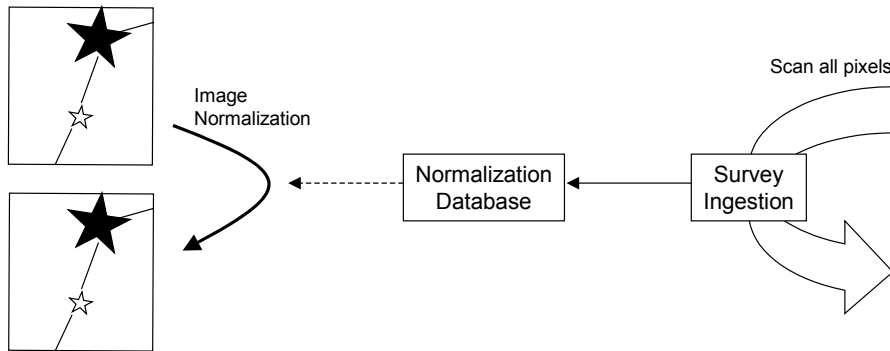 Scan all pixels
Image
Normalization
Normalization
Database
Survey
Ingestion